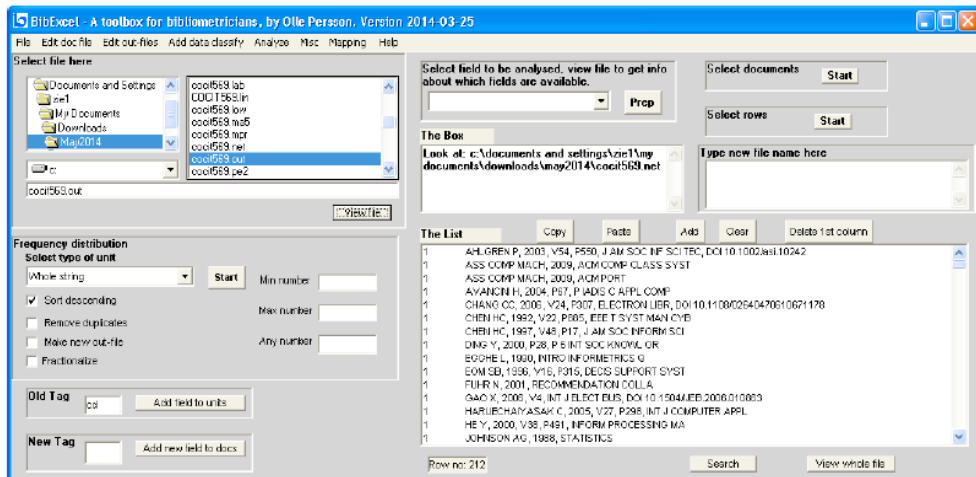 BibExcel - A toolbox for bibliometricians, by Olle Persson. Version 2014-03-25
File Edit doc file Edit out-files Add data classify Analyze Misc Mapping Help
Select file here
Documents and Settings
zie1
My Documents
Downloads
May2014
c:
cocit569.lab
COCIT569.lin
cocit569.low
cocit569.ma5
cocit569.mpr
cocit569.net
cocit569.out
cocit569.pe2
cocit569.out
View file
Select field to be analysed, view file to get info
about which fields are available.
Prep
Select documents Start
Select rows Start
The Box
Look at: c:\documents and settings\zie1\my
documents\downloads\may2014\cocit569.net
Type new file name here
Frequency distribution
Select type of unit
Whole string
Start
Sort descending
Remove duplicates
Make new out-file
Fractionalize
Min number
Max number
Any number
Old Tag
Add field to units
New Tag
Add new field to docs
The List Copy Paste Add Clear Delete 1st column
1 AHLGREN P, 2003, V54, P550, J AM SOC INF SCI TEC, DOI 10.1002/asi.10242
1 ASS COMP MACH, 2009, ACM COMP CLASS SYST
1 ASS COMP MACH, 2009, ACM PORT
1 AVANCINI H, 2004, P67, P IADIS C APPL COMP
1 CHANG CC, 2006, V24, P307, ELECTRON LIBR, DOI 10.1108/02640470610671178
1 CHEN HC, 1992, V22, P885, IEEE T SYST MAN CYB
1 CHEN HC, 1997, V48, P17, J AM SOC INFORM SCI
1 DING Y, 2000, P28, P 6 INT SOC KNOWL OR
1 EGGHE L, 1990, INTRO INFORMETRICS Q
1 EOM SB, 1996, V16, P315, DECIS SUPPORT SYST
1 FUHR N, 2001, RECOMMENDATION COLLA
1 GAO X, 2008, V4, INT J ELECT BUS, DOI 10.1504/IJEB.2006.010863
1 HARUECHAIYASAK C, 2005, V27, P298, INT J COMPUTER APPL
1 HE Y, 2000, V38, P491, INFORM PROCESSING MA
1 JOHNSON AG, 1988, STATISTICS
Row no: 212
Search
View whole file